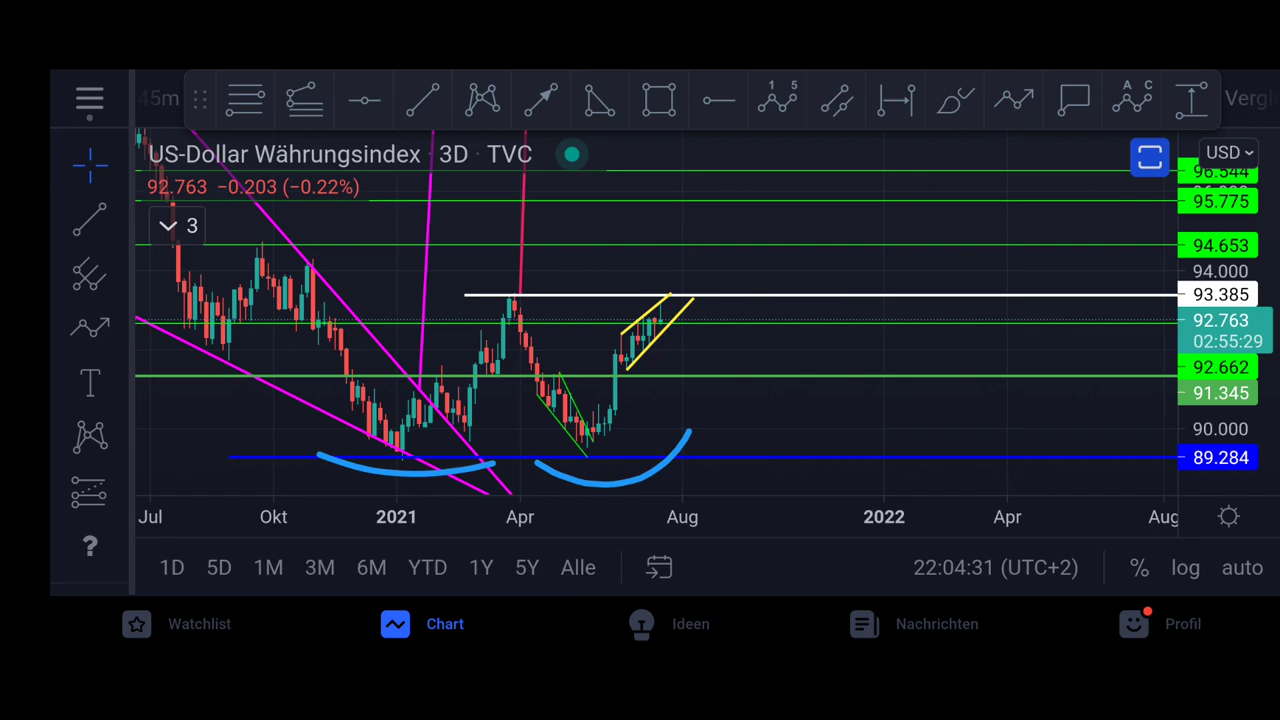 45m
1 5
A C
Vergl
US-Dollar Währungsindex · 3D · TVC
USD
92.763 −0.203 (−0.22%)
3
96.544
95.775
94.653
94.000
93.385
92.763
02:55:29
92.662
91.345
90.000
89.284
Jul Okt 2021 Apr Aug 2022 Apr Aug
?
T
1D 5D 1M 3M 6M YTD 1Y 5Y Alle 22:04:31 (UTC+2) % log auto
Watchlist Chart Ideen Nachrichten Profil